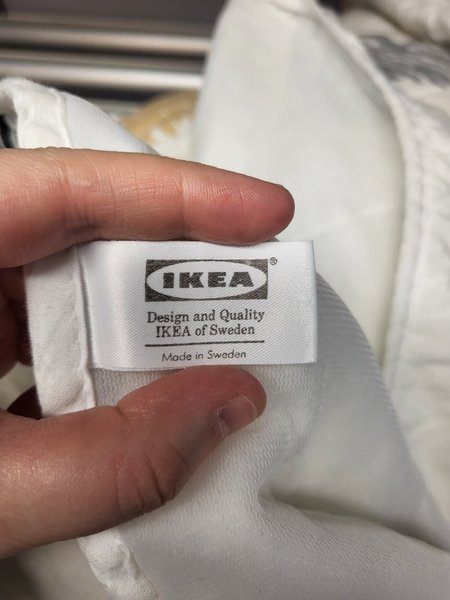 IKEA®
Design and Quality
IKEA of Sweden
Made in Sweden